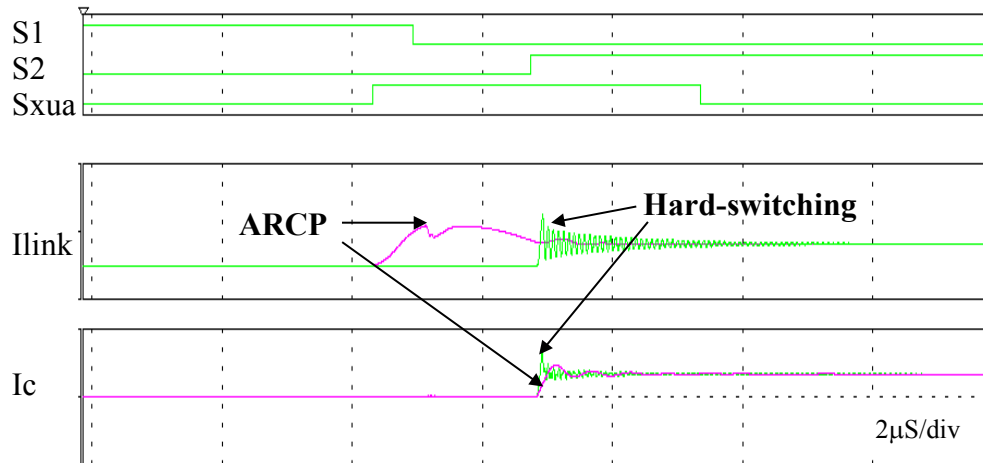 S1
S2
Sxua
ARCP
Hard-switching
Ilink
Ic
2μS/div